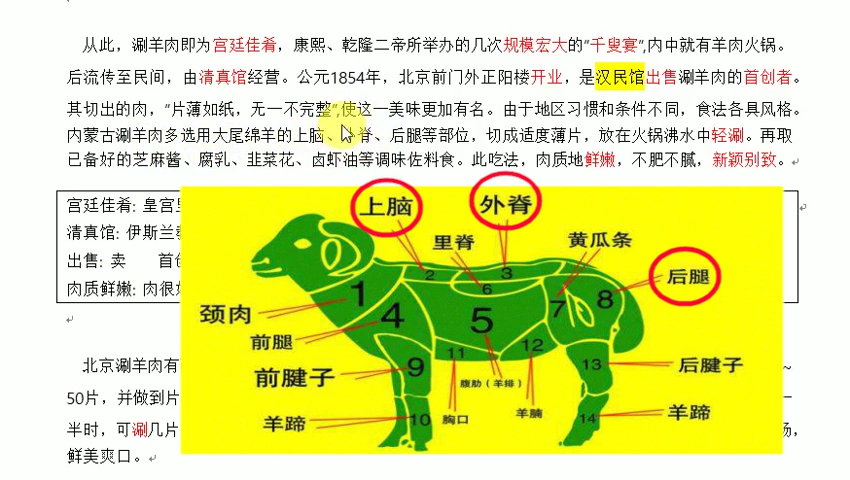 从此，涮羊肉即为宫廷佳肴，康熙、乾隆二帝所举办的几次规模宏大的“千叟宴”,内中就有羊肉火锅。
后流传至民间，由清真馆经营。公元1854年，北京前门外正阳楼开业，是汉民馆出售涮羊肉的首创者。
其切出的肉，“片薄如纸，无一不完整”,使这一美味更加有名。由于地区习惯和条件不同，食法各具风格。
内蒙古涮羊肉多选用大尾绵羊的上脑、外脊、后腿等部位，切成适度薄片，放在火锅沸水中轻涮。再取
已备好的芝麻酱、腐乳、韭菜花、卤虾油等调味佐料食。此吃法，肉质地鲜嫩，不肥不腻，新颖别致。
宫廷佳肴: 皇宫里
清真馆: 伊斯兰
出售: 卖 首创
肉质鲜嫩: 肉很
上脑
外脊
里脊
黄瓜条
后腿
2
3
6
1
颈肉
4
5
7
8
前腿
11
12
前腱子
9
腹肋（羊排）
13
后腱子
羊蹄
10
胸口
羊腩
14
羊蹄
北京涮羊肉有
~
50片，并做到片
一
半时，可涮几片
汤，
鲜美爽口。